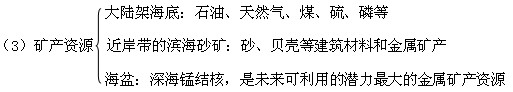 大陆架海底：石油、天然气、煤、硫、磷等
（3）矿产资源 近岸带的滨海砂矿：砂、贝壳等建筑材料和金属矿产
海盆：深海锰结核，是未来可利用的潜力最大的金属矿产资源